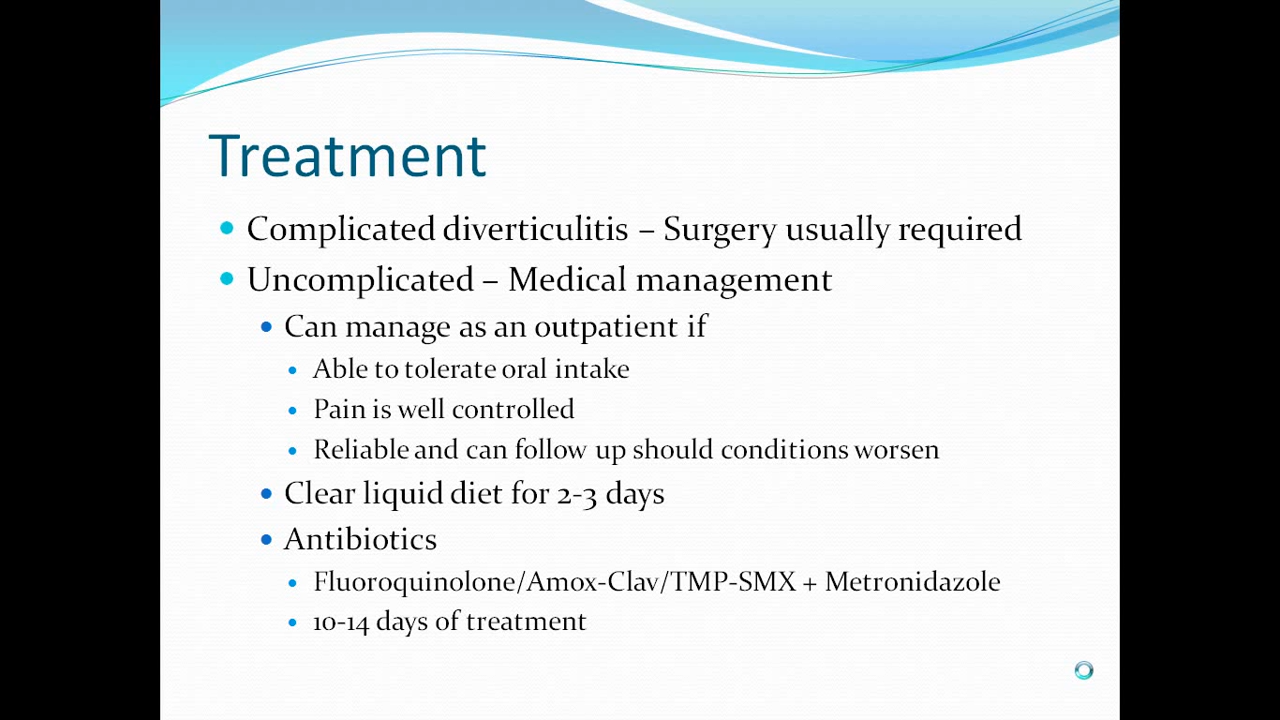 Treatment
Complicated diverticulitis – Surgery usually required
Uncomplicated – Medical management
Can manage as an outpatient if
Able to tolerate oral intake
Pain is well controlled
Reliable and can follow up should conditions worsen
Clear liquid diet for 2-3 days
Antibiotics
Fluoroquinolone/Amox-Clav/TMP-SMX + Metronidazole
10-14 days of treatment